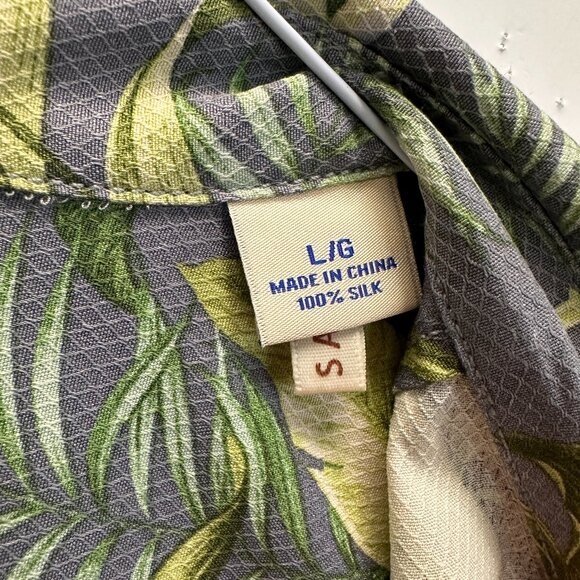 L/G
MADE IN CHINA
100% SILK
SA